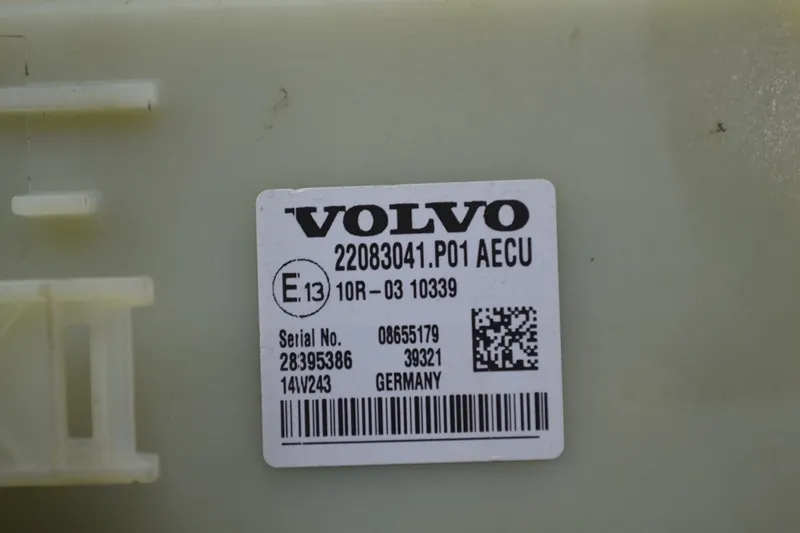 VOLVO
22083041.P01 AECU
E13 10R-03 10339
Serial No. 08655179
28395386 39321
14W243 GERMANY